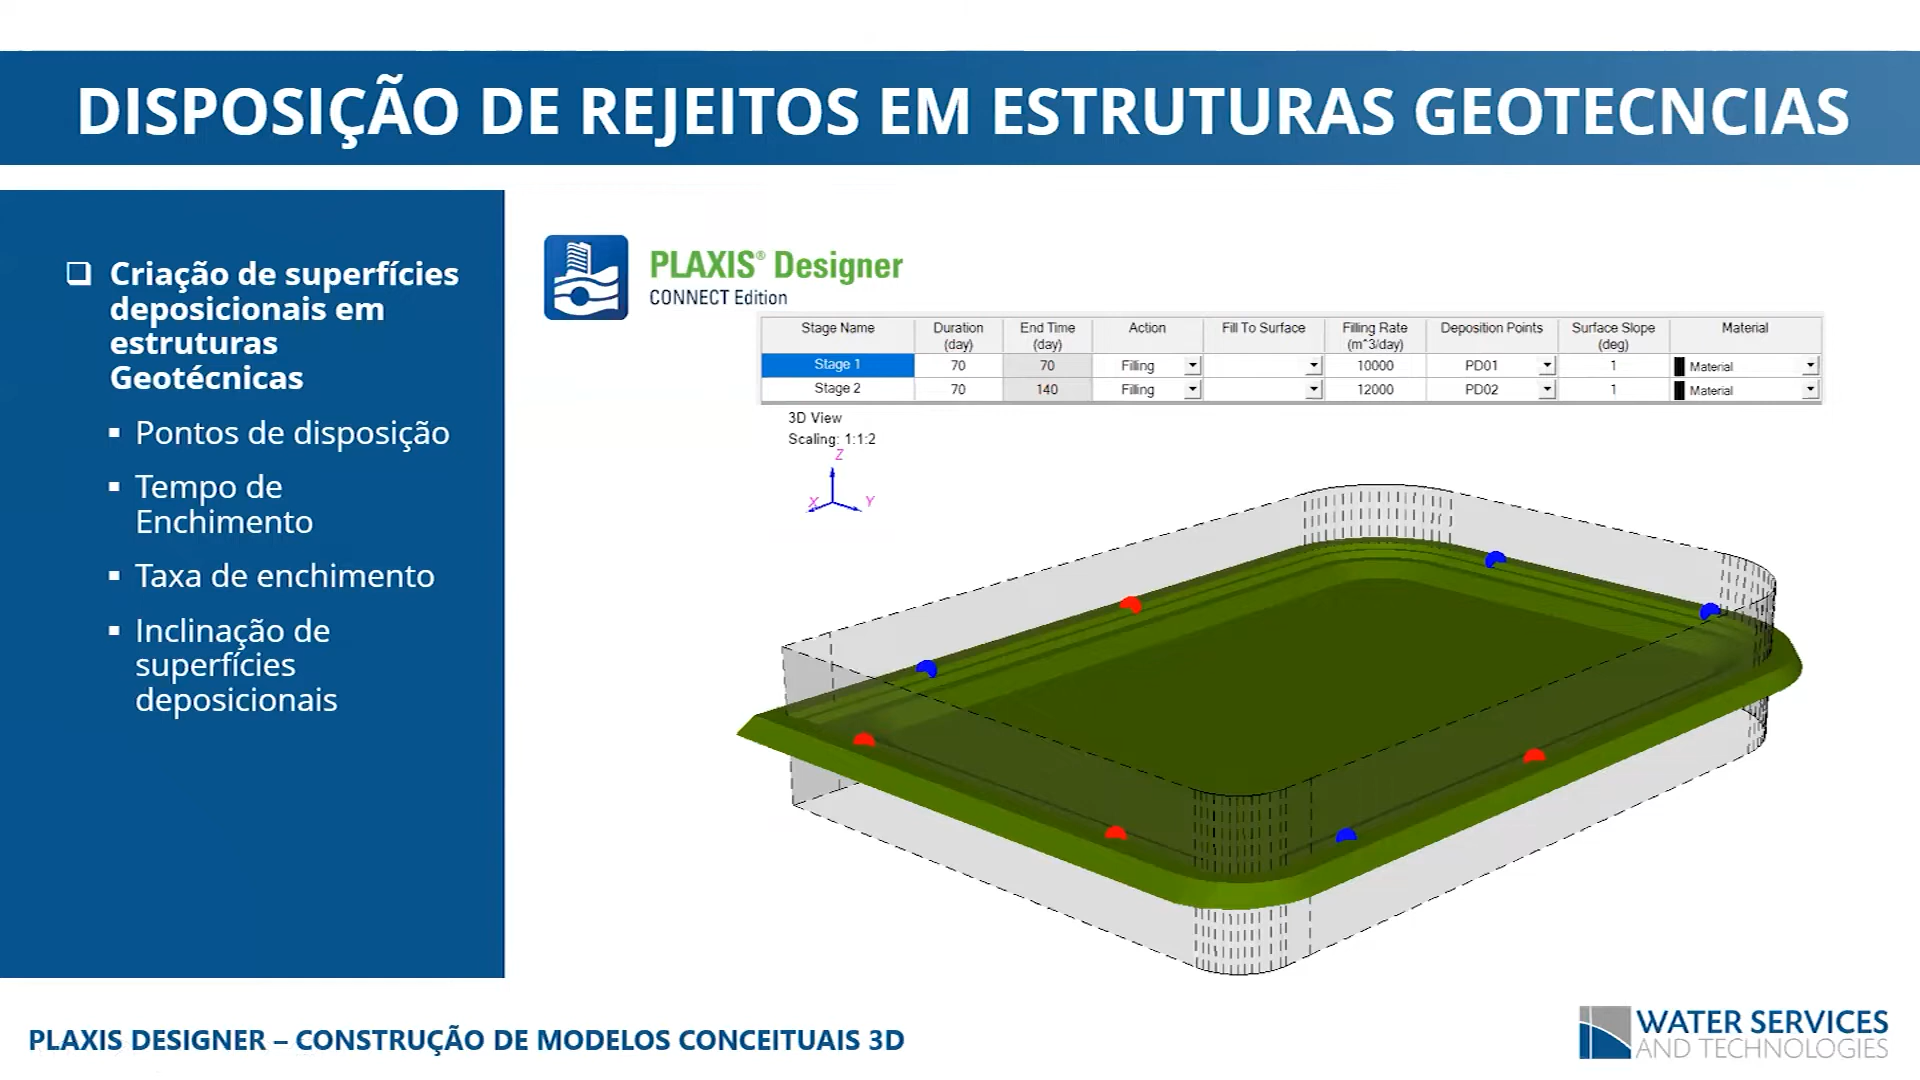 DISPOSIÇÃO DE REJEITOS EM ESTRUTURAS GEOTECNCIAS
❑ Criação de superfícies
deposicionais em
estruturas
Geotécnicas
▪ Pontos de disposição
▪ Tempo de
Enchimento
▪ Taxa de enchimento
▪ Inclinação de
superfícies
deposicionais
PLAXIS® Designer
CONNECT Edition
Stage Name Duration (day) End Time (day) Action Fill To Surface Filling Rate (m^3/day) Deposition Points Surface Slope (deg) Material
Stage 1 70 70 Filling 10000 PD01 1 Material
Stage 2 70 140 Filling 12000 PD02 1 Material
3D View
Scaling: 1:1:2
Z
X Y
PLAXIS DESIGNER – CONSTRUÇÃO DE MODELOS CONCEITUAIS 3D
WATER SERVICES
AND TECHNOLOGIES